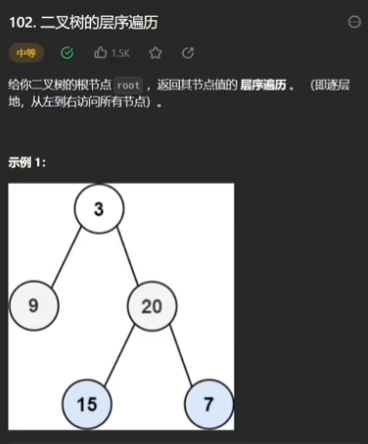 102. 二叉树的层序遍历
中等
1.5K
给你二叉树的根节点 root ，返回其节点值的 层序遍历 。 （即逐层
地，从左到右访问所有节点）。
示例 1：
3
9
20
15
7